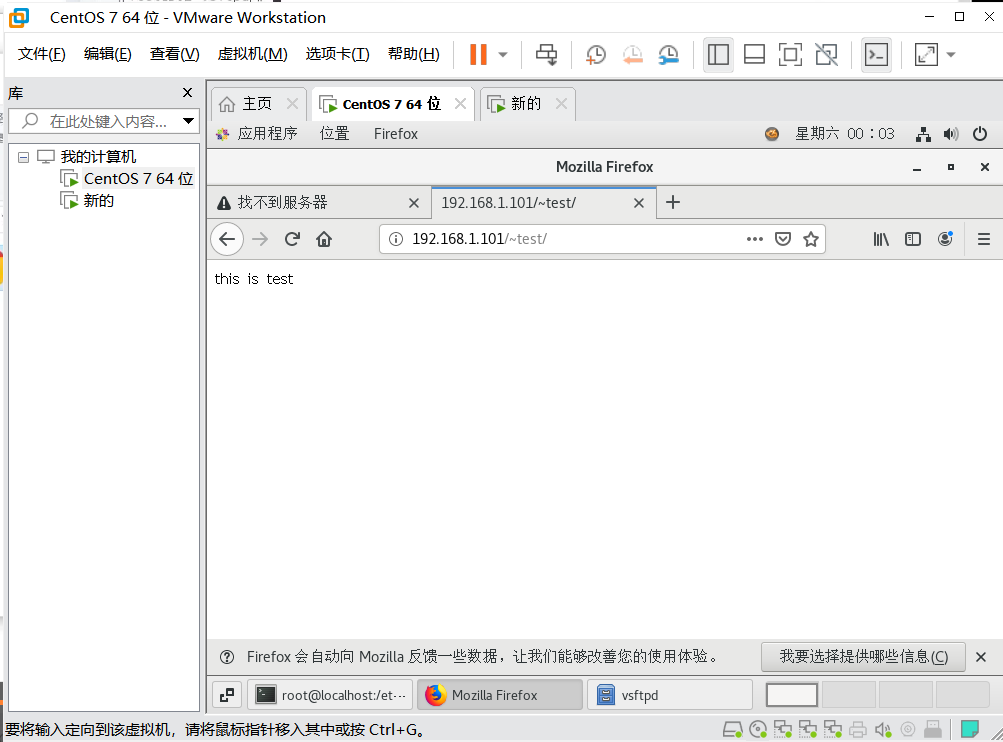 CentOS 7 64 位 - VMware Workstation
文件(F) 编辑(E) 查看(V) 虚拟机(M) 选项卡(T) 帮助(H)
库
在此处键入内容...
我的计算机
CentOS 7 64 位
新的
主页 CentOS 7 64 位 新的
应用程序 位置 Firefox 星期六 00:03
Mozilla Firefox
找不到服务器 192.168.1.101/~test/
192.168.1.101/~test/
this is test
Firefox 会自动向 Mozilla 反馈一些数据，让我们能够改善您的使用体验。 我要选择提供哪些信息(C)
root@localhost:/et··· Mozilla Firefox vsftpd
要将输入定向到该虚拟机，请将鼠标指针移入其中或按 Ctrl+G。